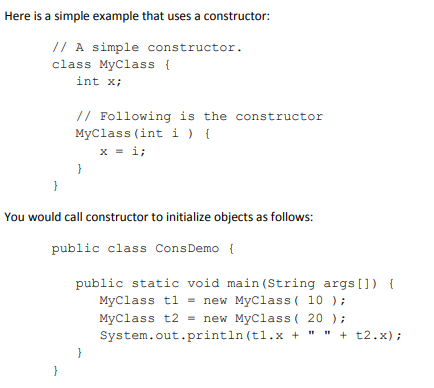 Here is a simple example that uses a constructor:
// A simple constructor.
class MyClass {
int x;
// Following is the constructor
MyClass(int i ) {
x = i;
}
}
You would call constructor to initialize objects as follows:
public class ConsDemo {
public static void main(String args[]) {
MyClass t1 = new MyClass( 10 );
MyClass t2 = new MyClass( 20 );
System.out.println(t1.x + " " + t2.x);
}
}